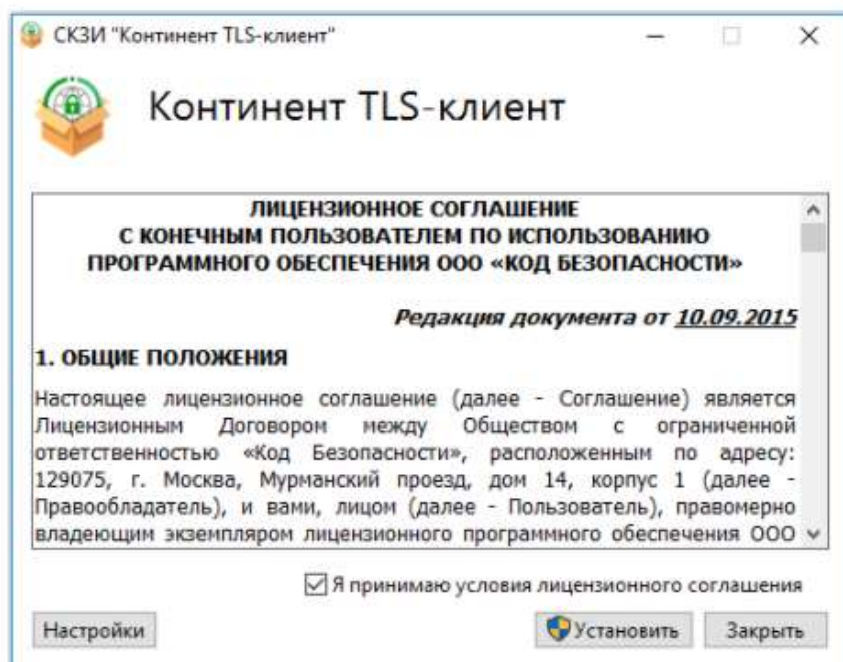 СКЗИ "Континент TLS-клиент"
Континент TLS-клиент
ЛИЦЕНЗИОННОЕ СОГЛАШЕНИЕ
С КОНЕЧНЫМ ПОЛЬЗОВАТЕЛЕМ ПО ИСПОЛЬЗОВАНИЮ
ПРОГРАММНОГО ОБЕСПЕЧЕНИЯ ООО «КОД БЕЗОПАСНОСТИ»
Редакция документа от 10.09.2015
1. ОБЩИЕ ПОЛОЖЕНИЯ
Настоящее лицензионное соглашение (далее - Соглашение) является
Лицензионным Договором между Обществом с ограниченной
ответственностью «Код Безопасности», расположенным по адресу:
129075, г. Москва, Мурманский проезд, дом 14, корпус 1 (далее -
Правообладатель), и вами, лицом (далее - Пользователь), правомерно
владеющим экземпляром лицензионного программного обеспечения ООО
Я принимаю условия лицензионного соглашения
Настройки
Установить
Закрыть